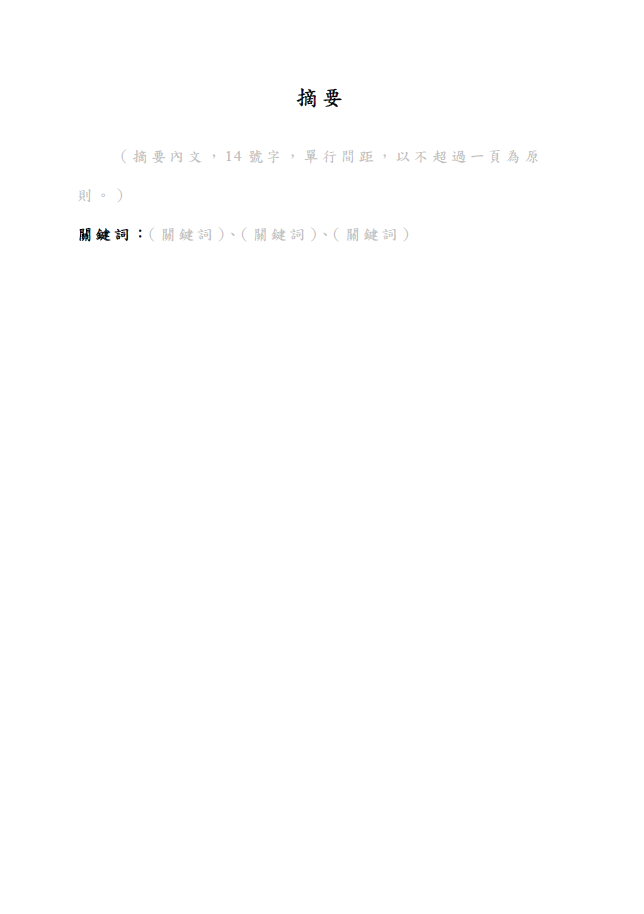 摘要
（摘要內文，14 號字，單行間距，以不超過一頁為原
則。）
關鍵詞：（關鍵詞）、（關鍵詞）、（關鍵詞）